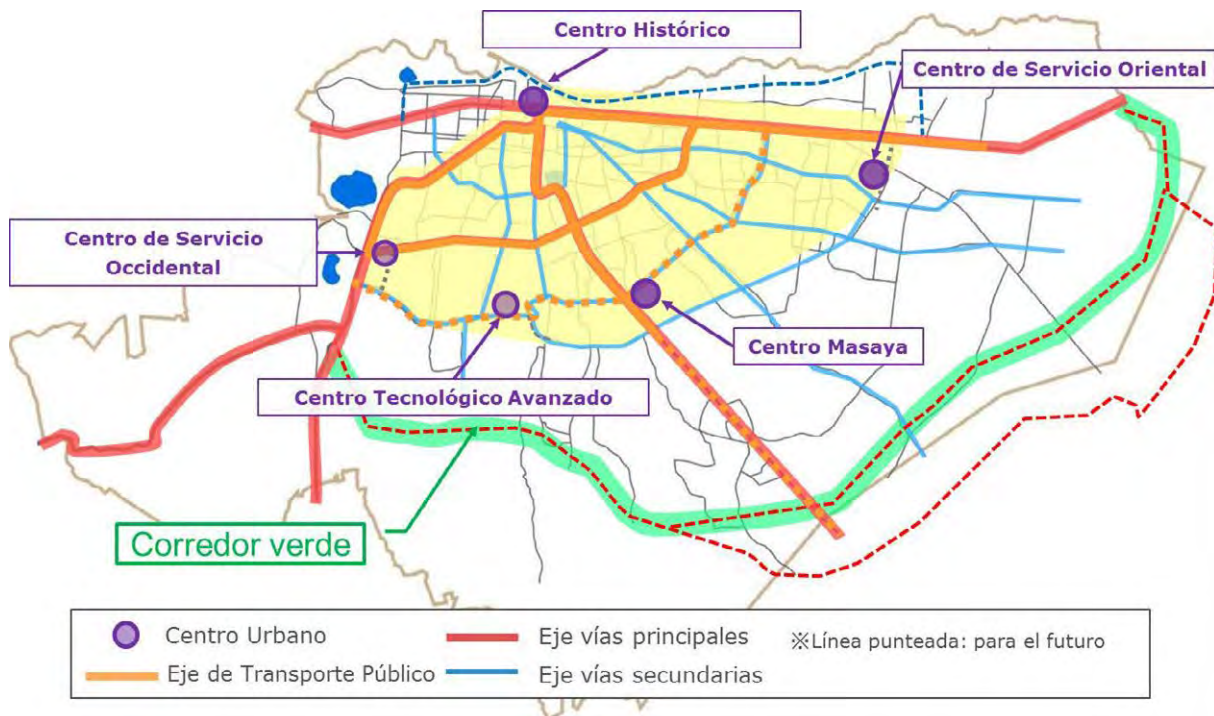 Centro Histórico
Centro de Servicio Oriental
Centro de Servicio
Occidental
Centro Masaya
Centro Tecnológico Avanzado
Corredor verde
Centro Urbano
Eje vías principales
※Línea punteada: para el futuro
Eje de Transporte Público
Eje vías secundarias